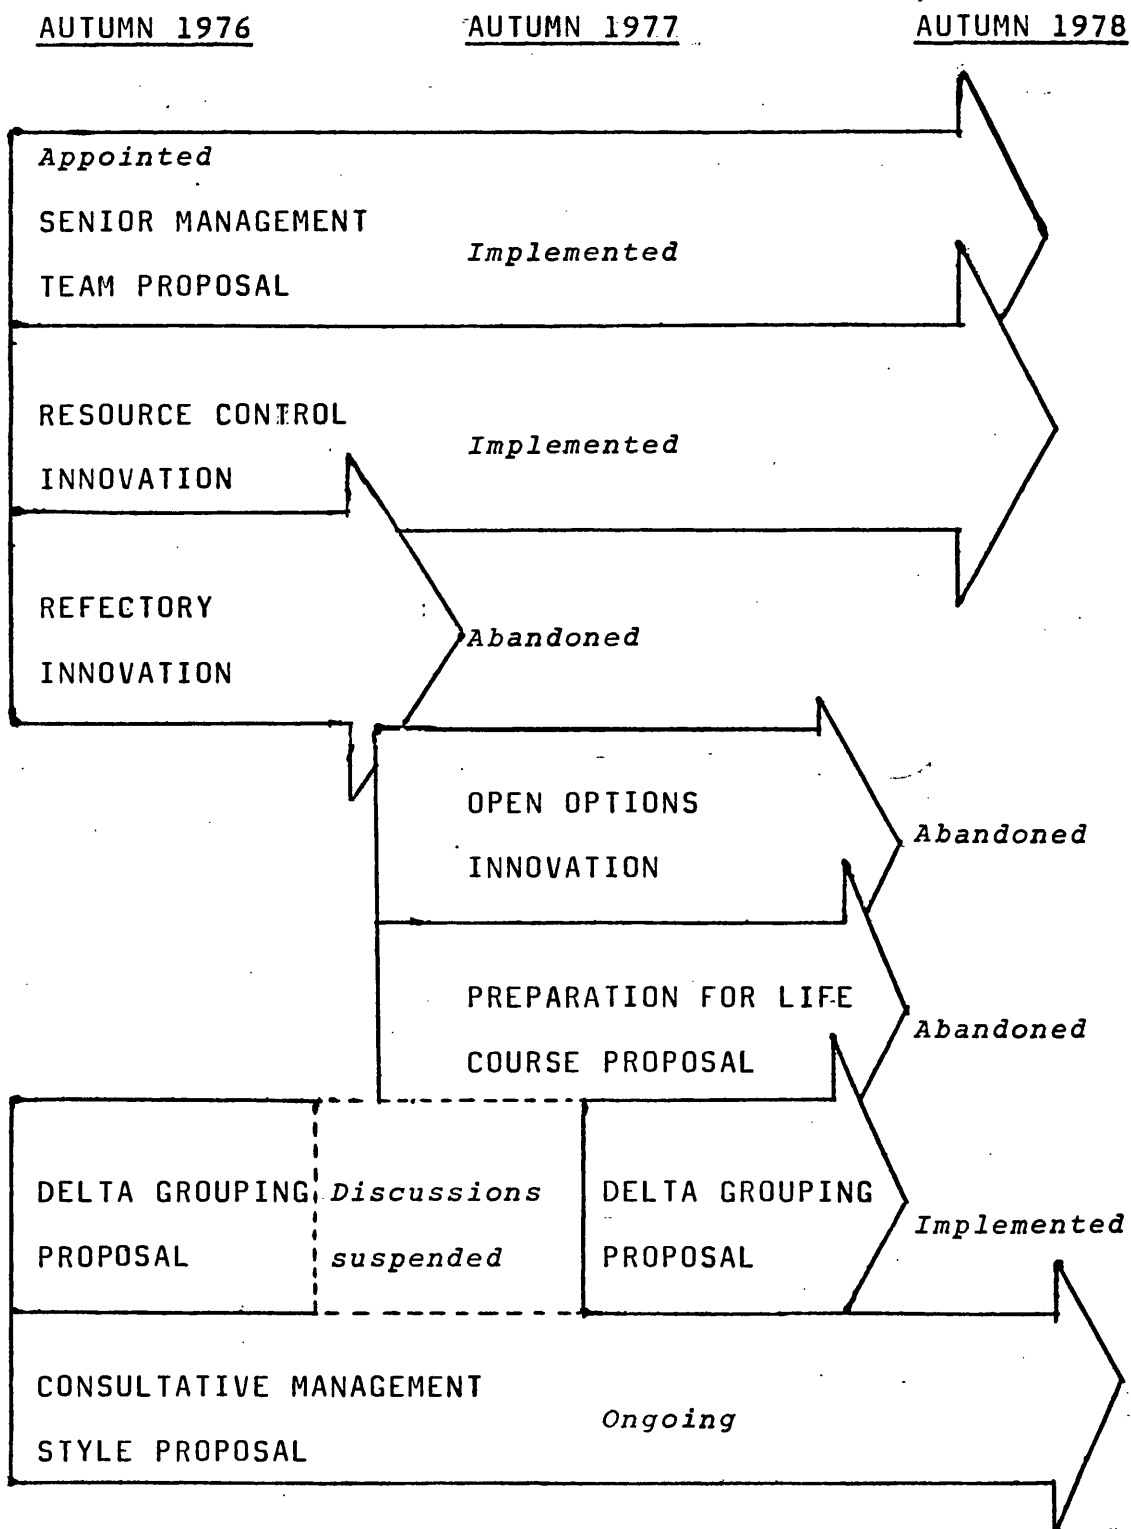 AUTUMN 1976 AUTUMN 1977 AUTUMN 1978
Appointed
SENIOR MANAGEMENT
TEAM PROPOSAL
Implemented
RESOURCE CONTROL
INNOVATION
Implemented
REFECTORY
INNOVATION
Abandoned
OPEN OPTIONS
INNOVATION
Abandoned
PREPARATION FOR LIFE
COURSE PROPOSAL
Abandoned
DELTA GROUPING
PROPOSAL
Discussions
suspended
DELTA GROUPING
PROPOSAL
Implemented
CONSULTATIVE MANAGEMENT
STYLE PROPOSAL
Ongoing